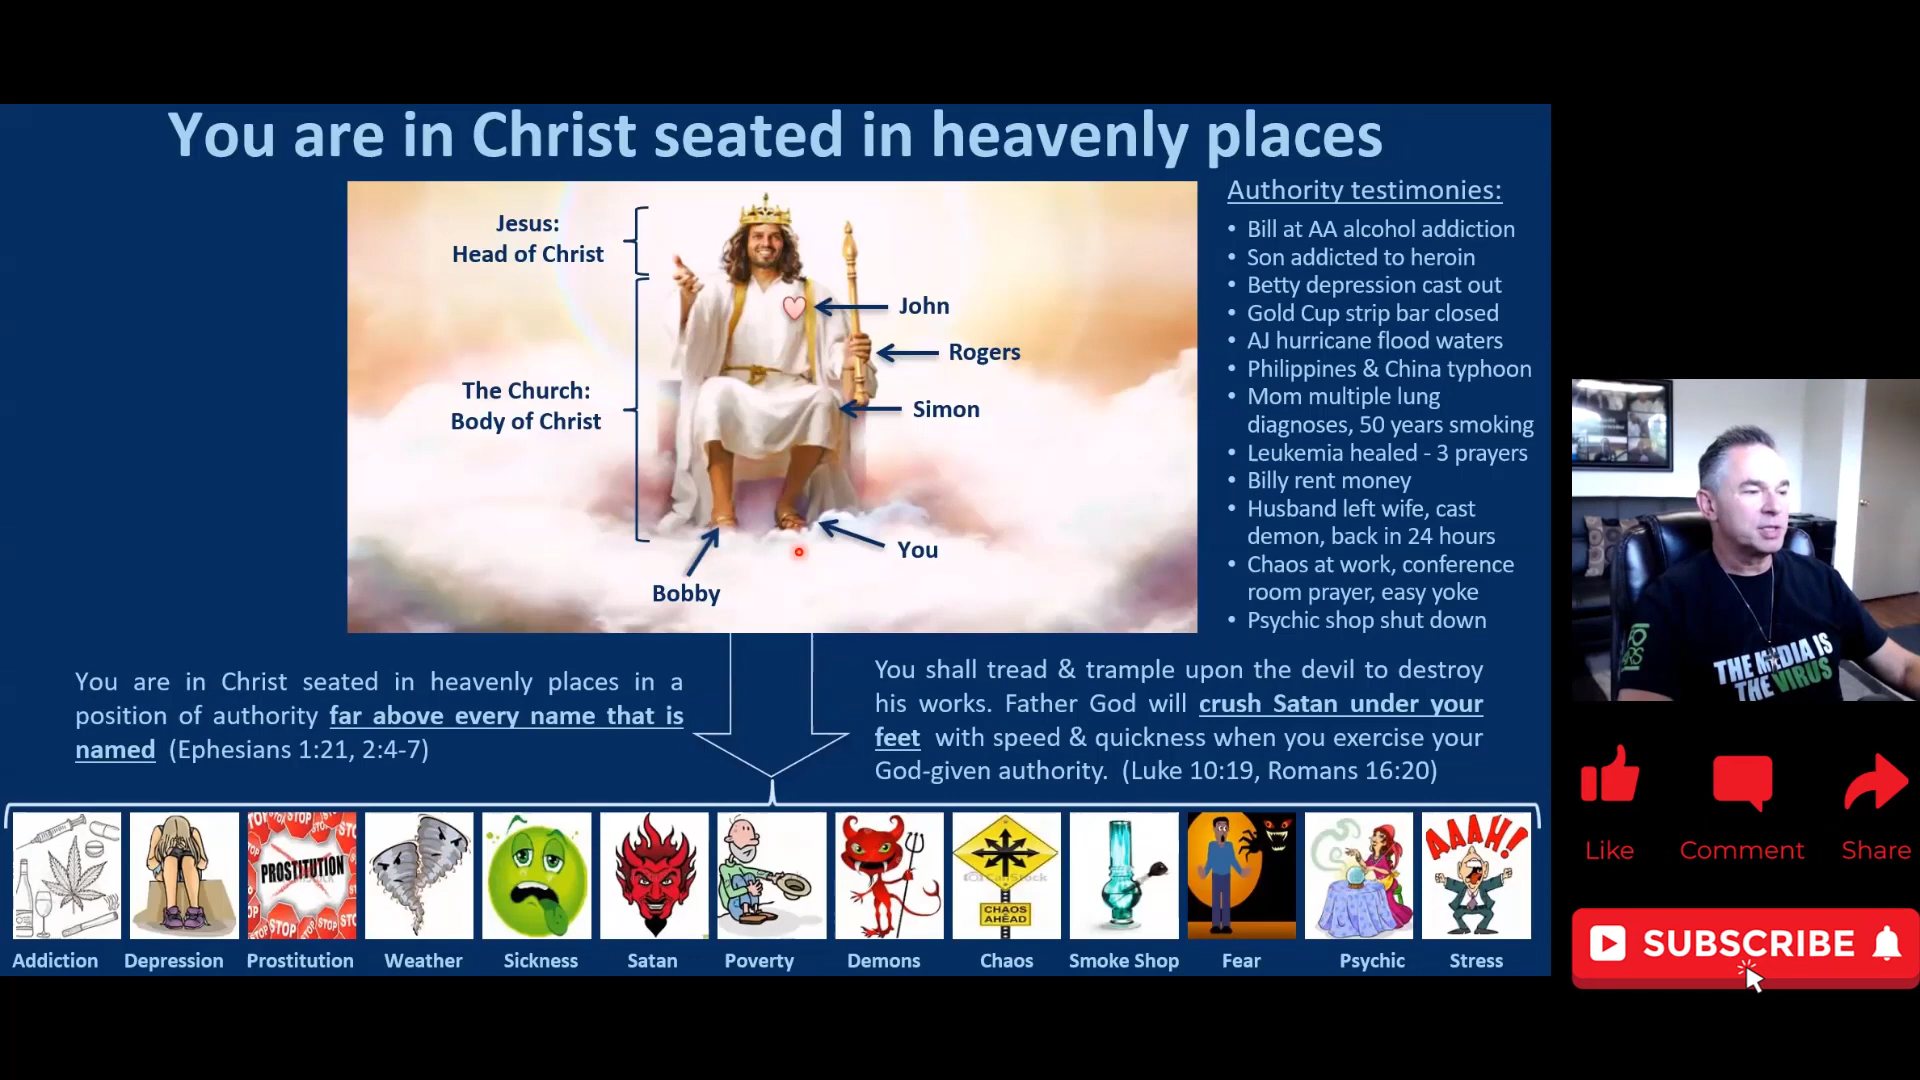 You are in Christ seated in heavenly places
Jesus:
Head of Christ
The Church:
Body of Christ
John
Rogers
Simon
You
Bobby
Authority testimonies:
• Bill at AA alcohol addiction
• Son addicted to heroin
• Betty depression cast out
• Gold Cup strip bar closed
• AJ hurricane flood waters
• Philippines & China typhoon
• Mom multiple lung
diagnoses, 50 years smoking
• Leukemia healed - 3 prayers
• Billy rent money
• Husband left wife, cast
demon, back in 24 hours
• Chaos at work, conference
room prayer, easy yoke
• Psychic shop shut down
You are in Christ seated in heavenly places in a
position of authority far above every name that is
named (Ephesians 1:21, 2:4-7)
You shall tread & trample upon the devil to destroy
his works. Father God will crush Satan under your
feet with speed & quickness when you exercise your
God-given authority. (Luke 10:19, Romans 16:20)
STOP
PROSTITUTION
STOP
CHAOS
AHEAD
AAAH!
Addiction
Depression
Prostitution
Weather
Sickness
Satan
Poverty
Demons
Chaos
Smoke Shop
Fear
Psychic
Stress
THE MEDIA IS
THE VIRUS
Like
Comment
Share
SUBSCRIBE